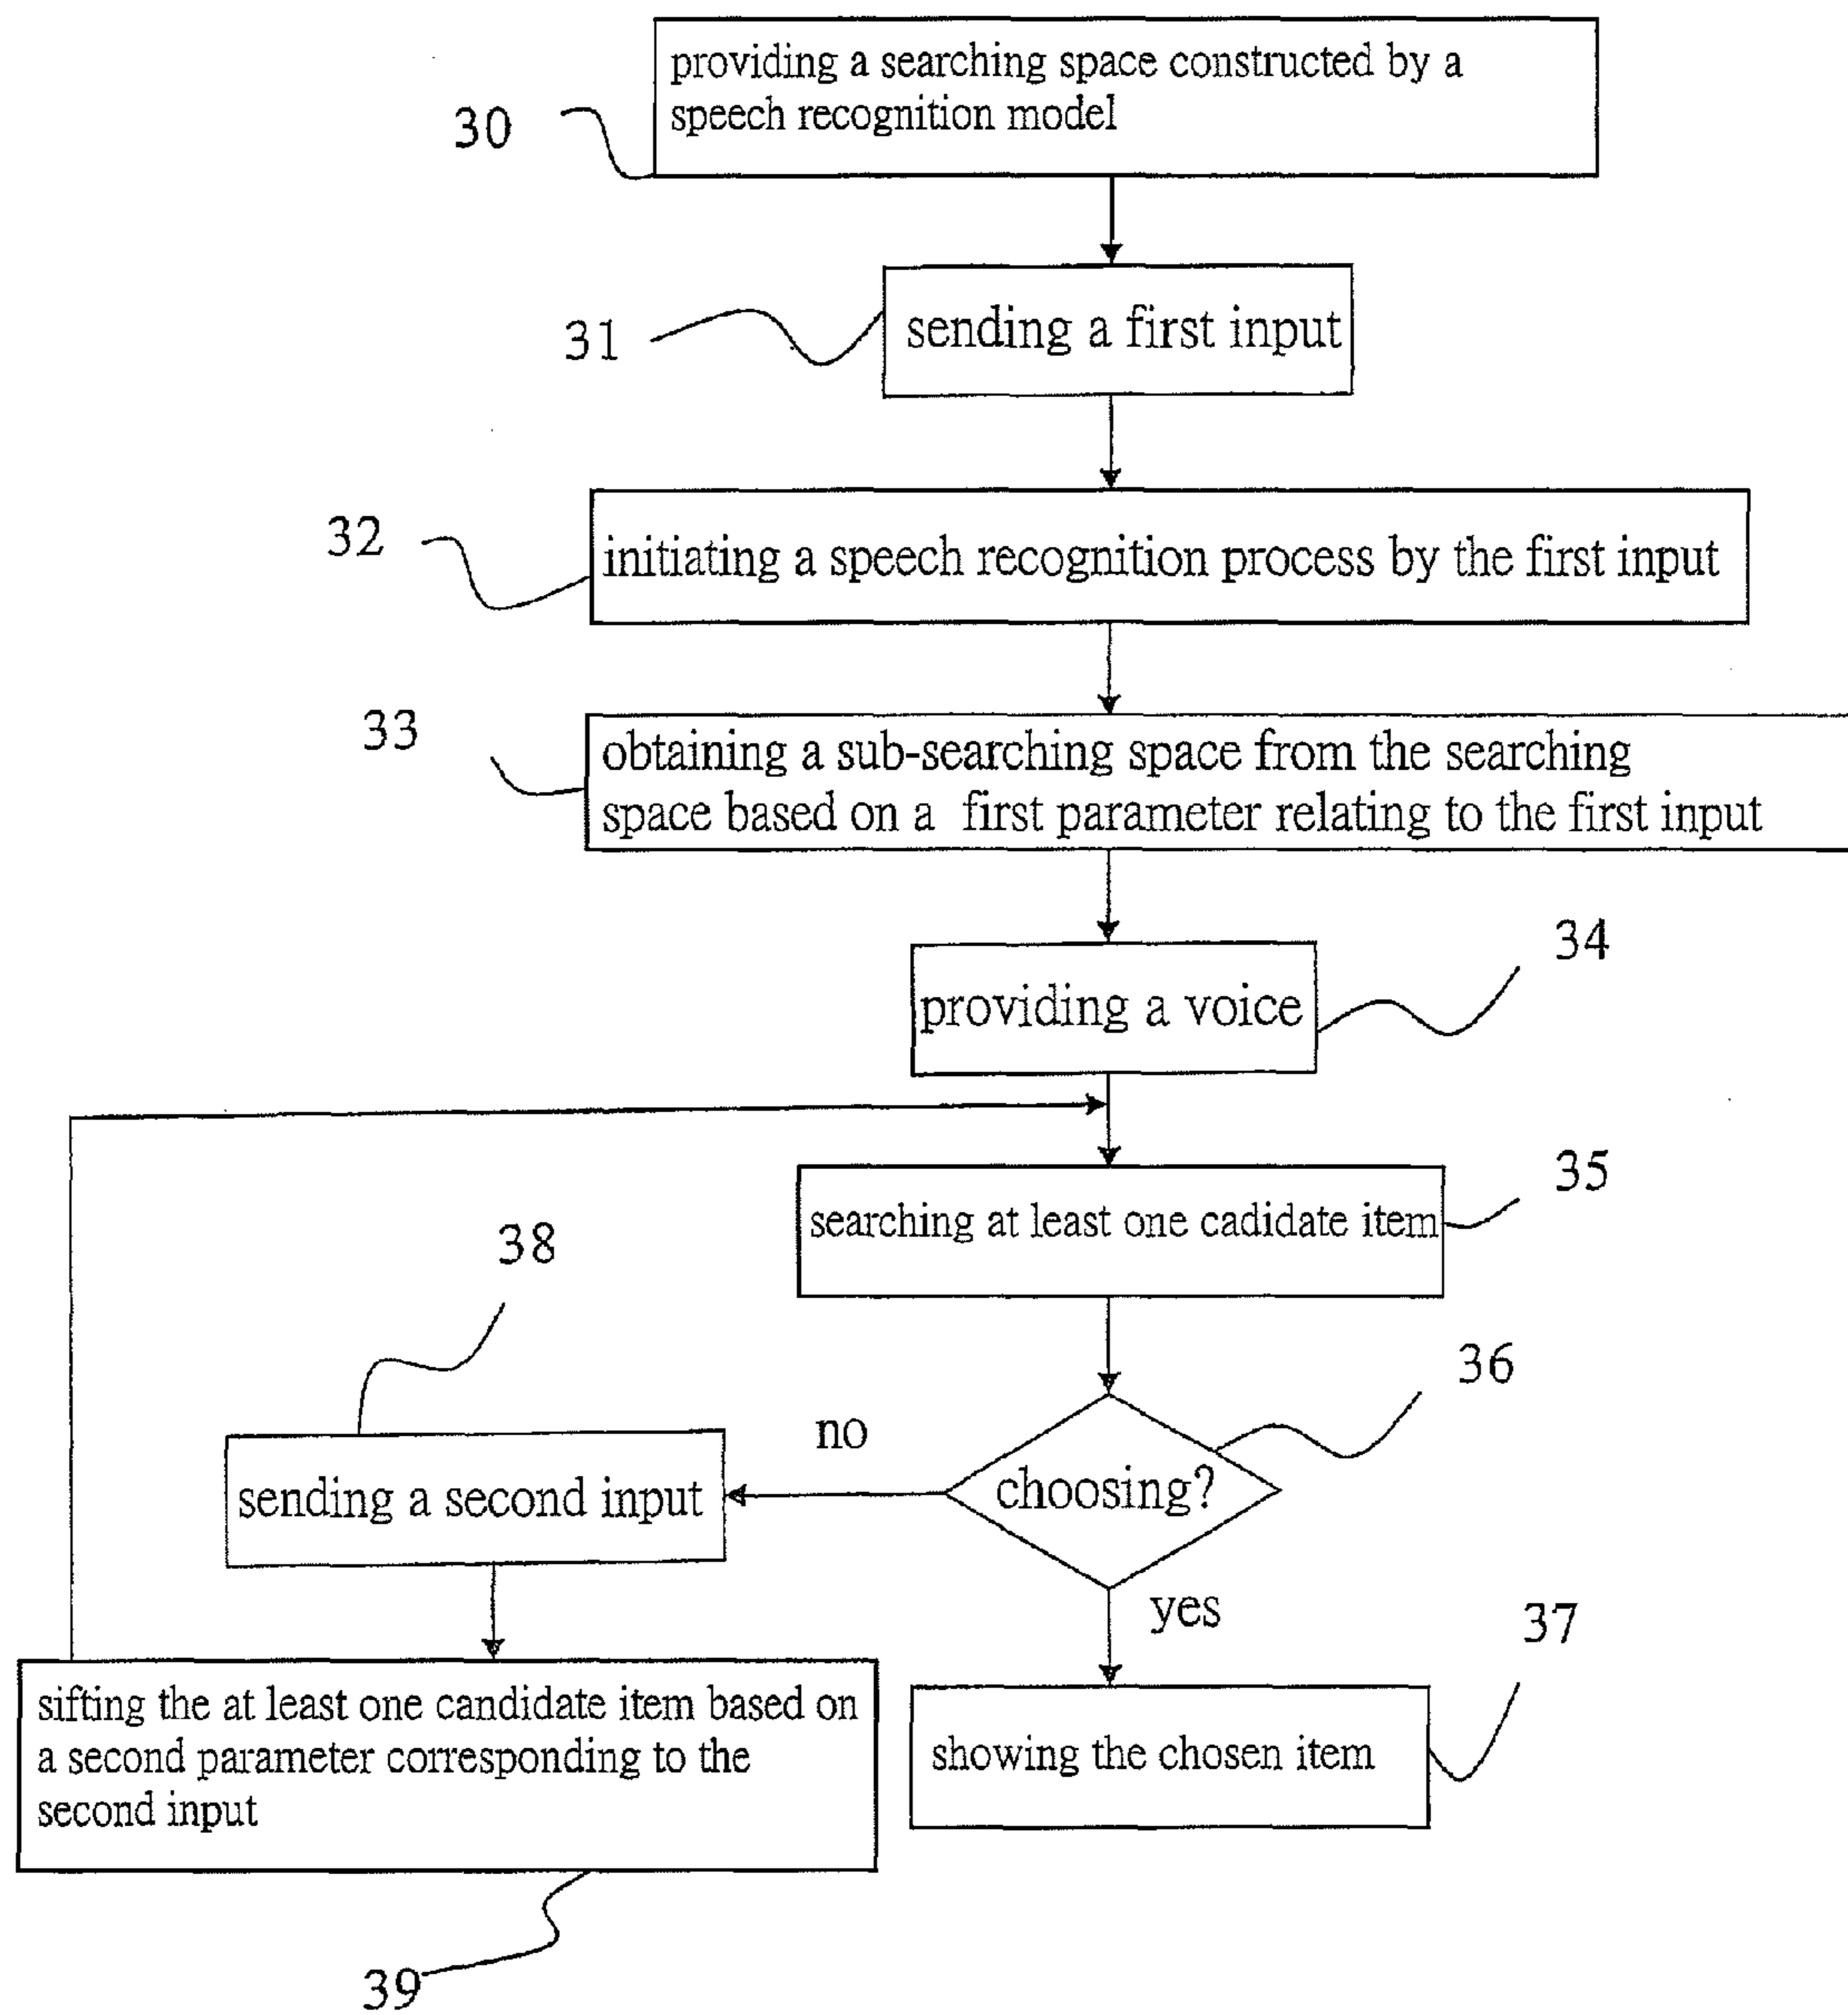 providing a searching space constructed by a
speech recognition model
30
sending a first input
31
32
initiating a speech recognition process by the first input
33
obtaining a sub-searching space from the searching
space based on a first parameter relating to the first input
34
providing a voice
35
searching at least one cadidate item
38
36
no
choosing?
sending a second input
yes
37
sifting the at least one candidate item based on
a second parameter corresponding to the
second input
showing the chosen item
39